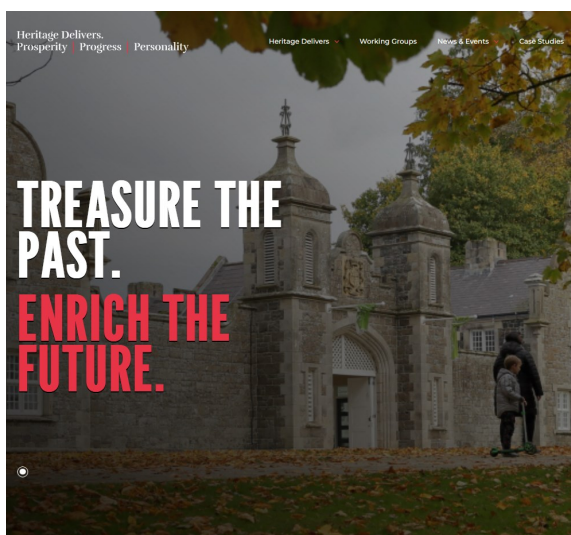 Heritage Delivers.
Prosperity | Progress | Personality
Heritage Delivers
Working Groups
News & Events
Case Studies
TREASURE THE
PAST.
ENRICH THE
FUTURE.